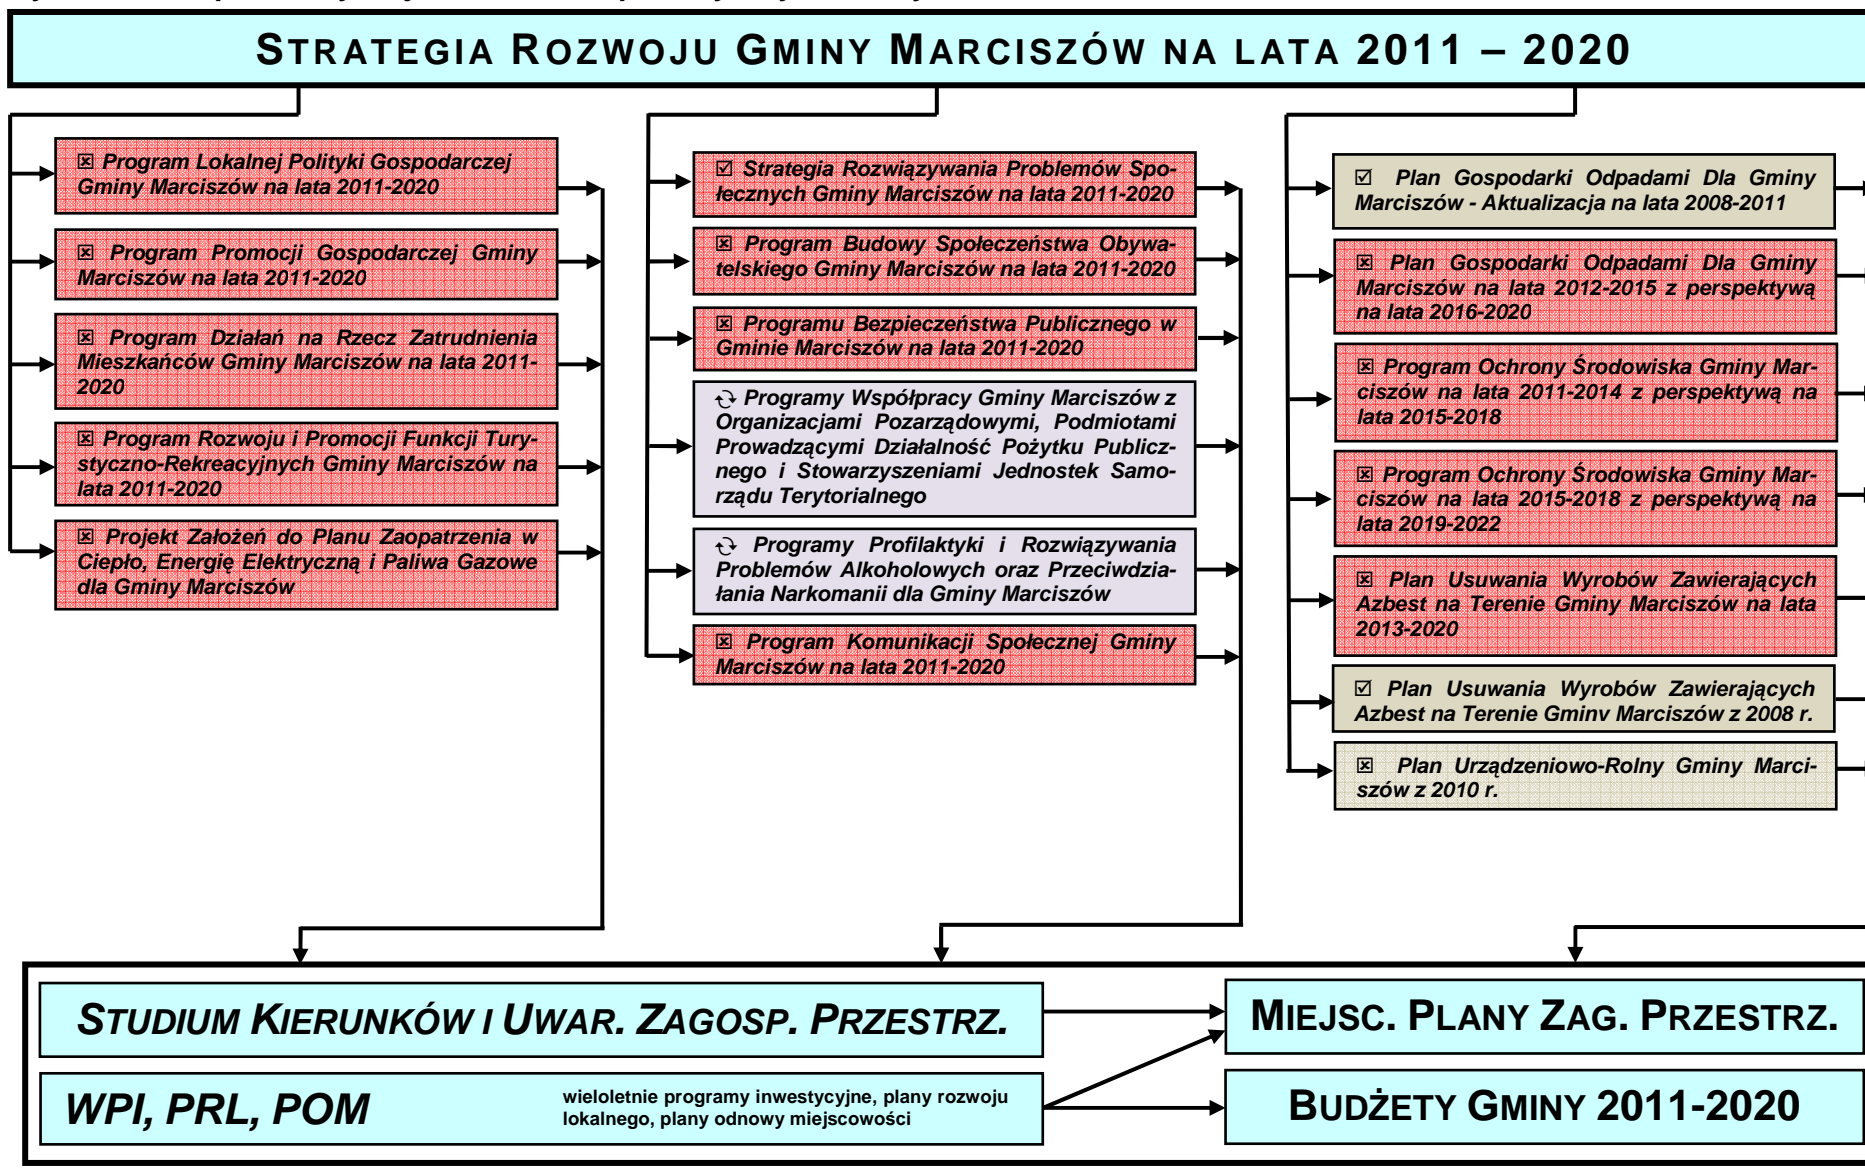 STRATEGIA ROZWOJU GMINY MARCISZÓW NA LATA 2011 – 2020
☒ Program Lokalnej Polityki Gospodarczej
Gminy Marciszów na lata 2011-2020
☒ Program Promocji Gospodarczej Gminy
Marciszów na lata 2011-2020
☒ Program Działań na Rzecz Zatrudnienia
Mieszkańców Gminy Marciszów na lata 2011-
2020
☒ Program Rozwoju i Promocji Funkcji Tury-
styczno-Rekreacyjnych Gminy Marciszów na
lata 2011-2020
☒ Projekt Założeń do Planu Zaopatrzenia w
Ciepło, Energię Elektryczną i Paliwa Gazowe
dla Gminy Marciszów
☑ Strategia Rozwiązywania Problemów Spo-
łecznych Gminy Marciszów na lata 2011-2020
☒ Program Budowy Społeczeństwa Obywa-
telskiego Gminy Marciszów na lata 2011-2020
☒ Programu Bezpieczeństwa Publicznego w
Gminie Marciszów na lata 2011-2020
Programy Współpracy Gminy Marciszów z
Organizacjami Pozarządowymi, Podmiotami
Prowadzącymi Działalność Pożytku Publicz-
nego i Stowarzyszeniami Jednostek Samo-
rządu Terytorialnego
Programy Profilaktyki i Rozwiązywania
Problemów Alkoholowych oraz Przeciwdzia-
łania Narkomanii dla Gminy Marciszów
☒ Program Komunikacji Społecznej Gminy
Marciszów na lata 2011-2020
☑ Plan Gospodarki Odpadami Dla Gminy
Marciszów - Aktualizacja na lata 2008-2011
☒ Plan Gospodarki Odpadami Dla Gminy
Marciszów na lata 2012-2015 z perspektywą
na lata 2016-2020
☒ Program Ochrony Środowiska Gminy Mar-
ciszów na lata 2011-2014 z perspektywą na
lata 2015-2018
☒ Program Ochrony Środowiska Gminy Mar-
ciszów na lata 2015-2018 z perspektywą na
lata 2019-2022
☒ Plan Usuwania Wyrobów Zawierających
Azbest na Terenie Gminy Marciszów na lata
2013-2020
☑ Plan Usuwania Wyrobów Zawierających
Azbest na Terenie Gminy Marciszów z 2008 r.
☒ Plan Urządzeniowo-Rolny Gminy Marci-
szów z 2010 r.
STUDIUM KIERUNKÓW I UWAR. ZAGOSP. PRZESTRZ.
MIEJSC. PLANY ZAG. PRZESTRZ.
WPI, PRL, POM
wieloletnie programy inwestycyjne, plany rozwoju
lokalnego, plany odnowy miejscowości
BUDŻETY GMINY 2011-2020